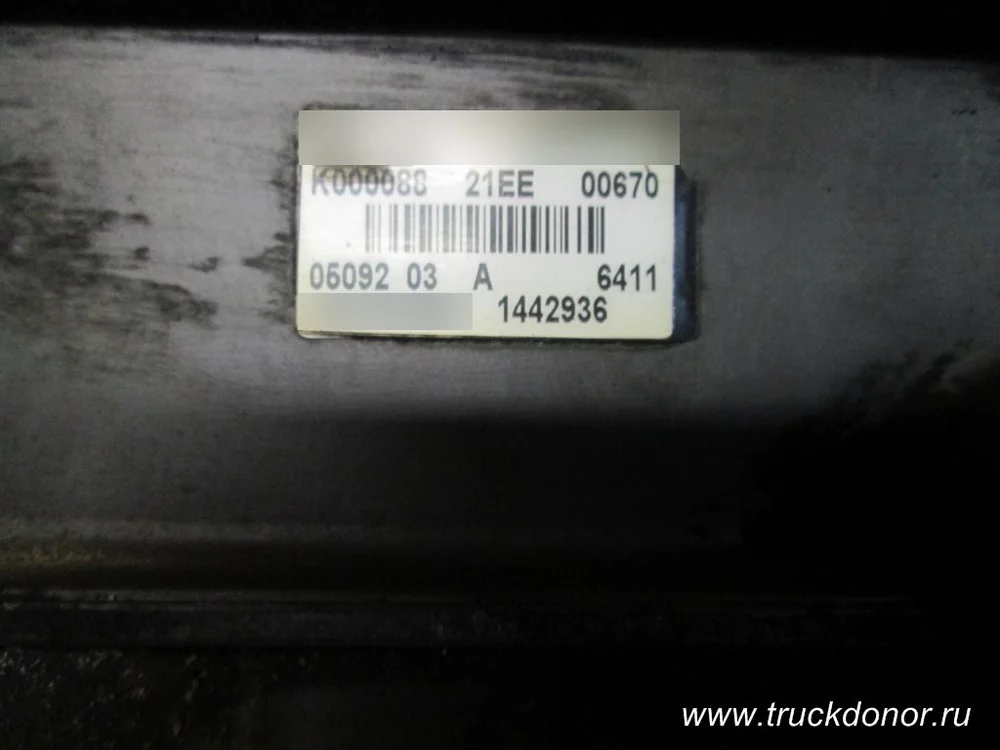 K000088 21EE 00670
05092 03 A 6411
1442936
www.truckdonor.ru